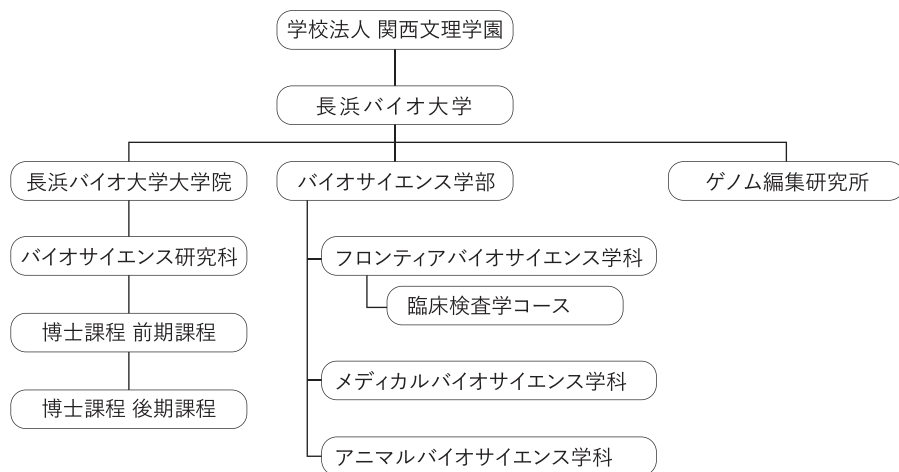 学校法人 関西文理学園
長浜バイオ大学
長浜バイオ大学大学院
バイオサイエンス学部
ゲノム編集研究所
バイオサイエンス研究科
フロンティアバイオサイエンス学科
臨床検査学コース
博士課程 前期課程
メディカルバイオサイエンス学科
博士課程 後期課程
アニマルバイオサイエンス学科